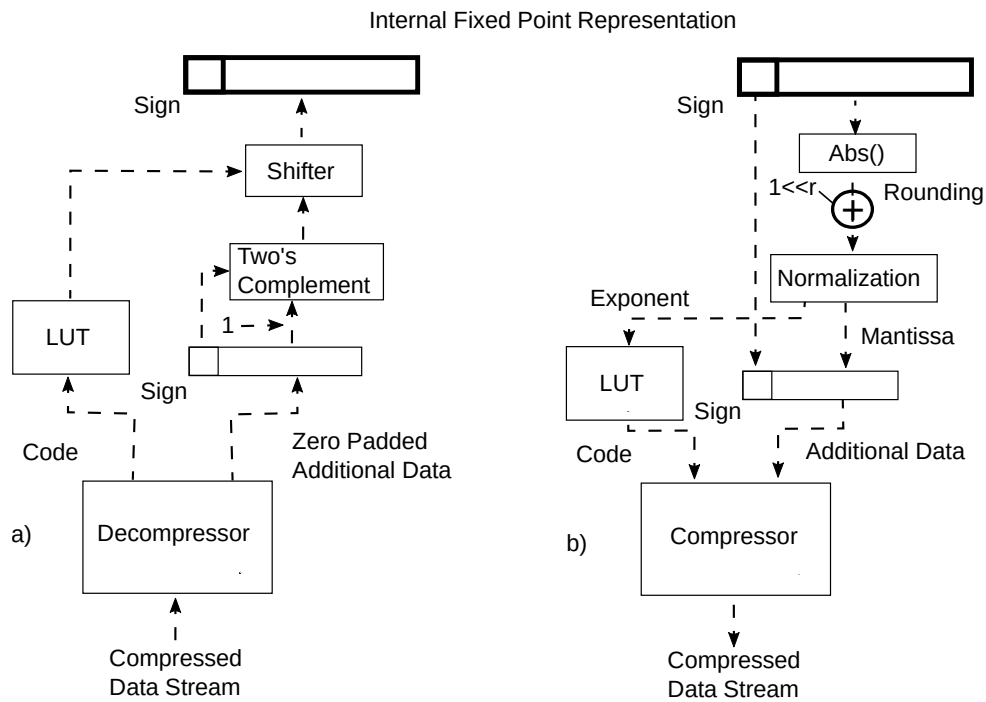 Internal Fixed Point Representation
Sign
Shifter
Two's
Complement
1
LUT
Sign
Code
Zero Padded
Additional Data
a)
Decompressor
Compressed
Data Stream
Sign
Abs()
1<<r
Rounding
+
Normalization
Exponent
Mantissa
LUT
Sign
Code
Additional Data
b)
Compressor
Compressed
Data Stream